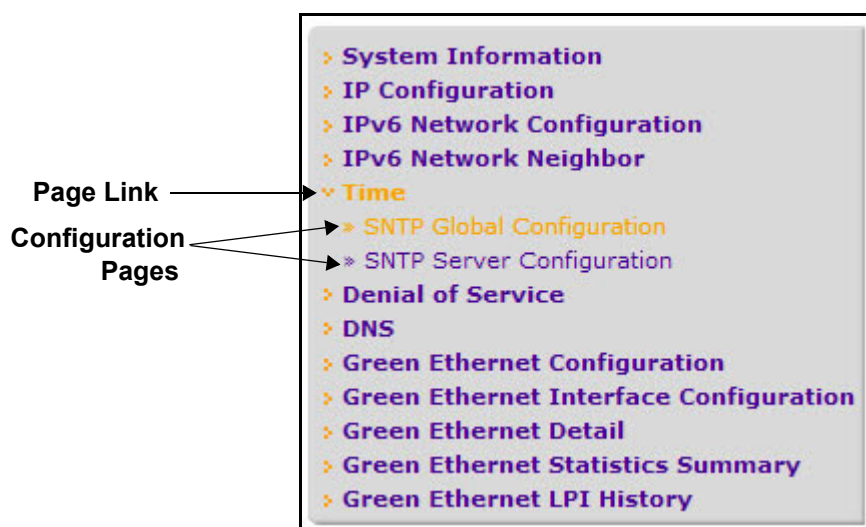 System Information
IP Configuration
IPv6 Network Configuration
IPv6 Network Neighbor
Page Link
Time
Configuration Pages
» SNTP Global Configuration
» SNTP Server Configuration
Denial of Service
DNS
Green Ethernet Configuration
Green Ethernet Interface Configuration
Green Ethernet Detail
Green Ethernet Statistics Summary
Green Ethernet LPI History